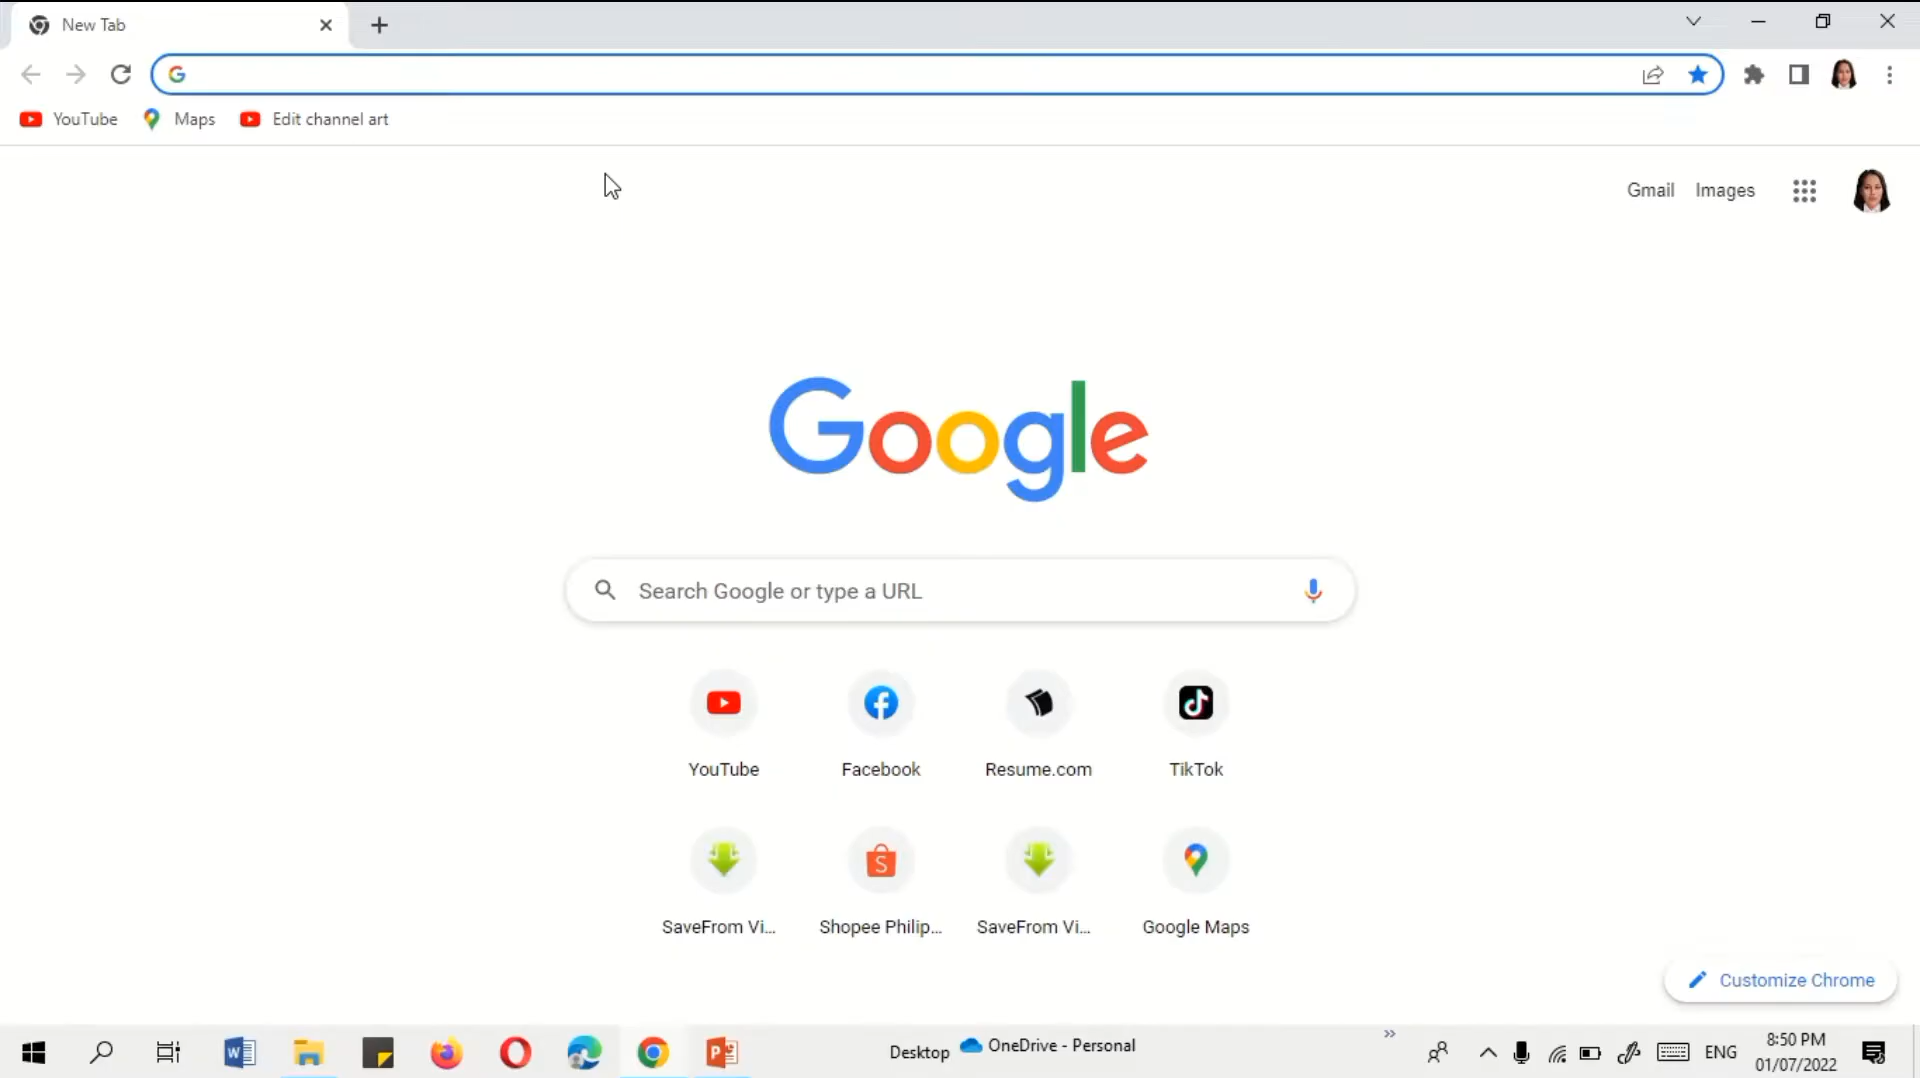 New Tab
YouTube Maps Edit channel art
Gmail Images
Google
Search Google or type a URL
YouTube Facebook Resume.com TikTok
SaveFrom Vi... Shopee Philip... SaveFrom Vi... Google Maps
Customize Chrome
Desktop OneDrive - Personal
ENG
8:50 PM
01/07/2022